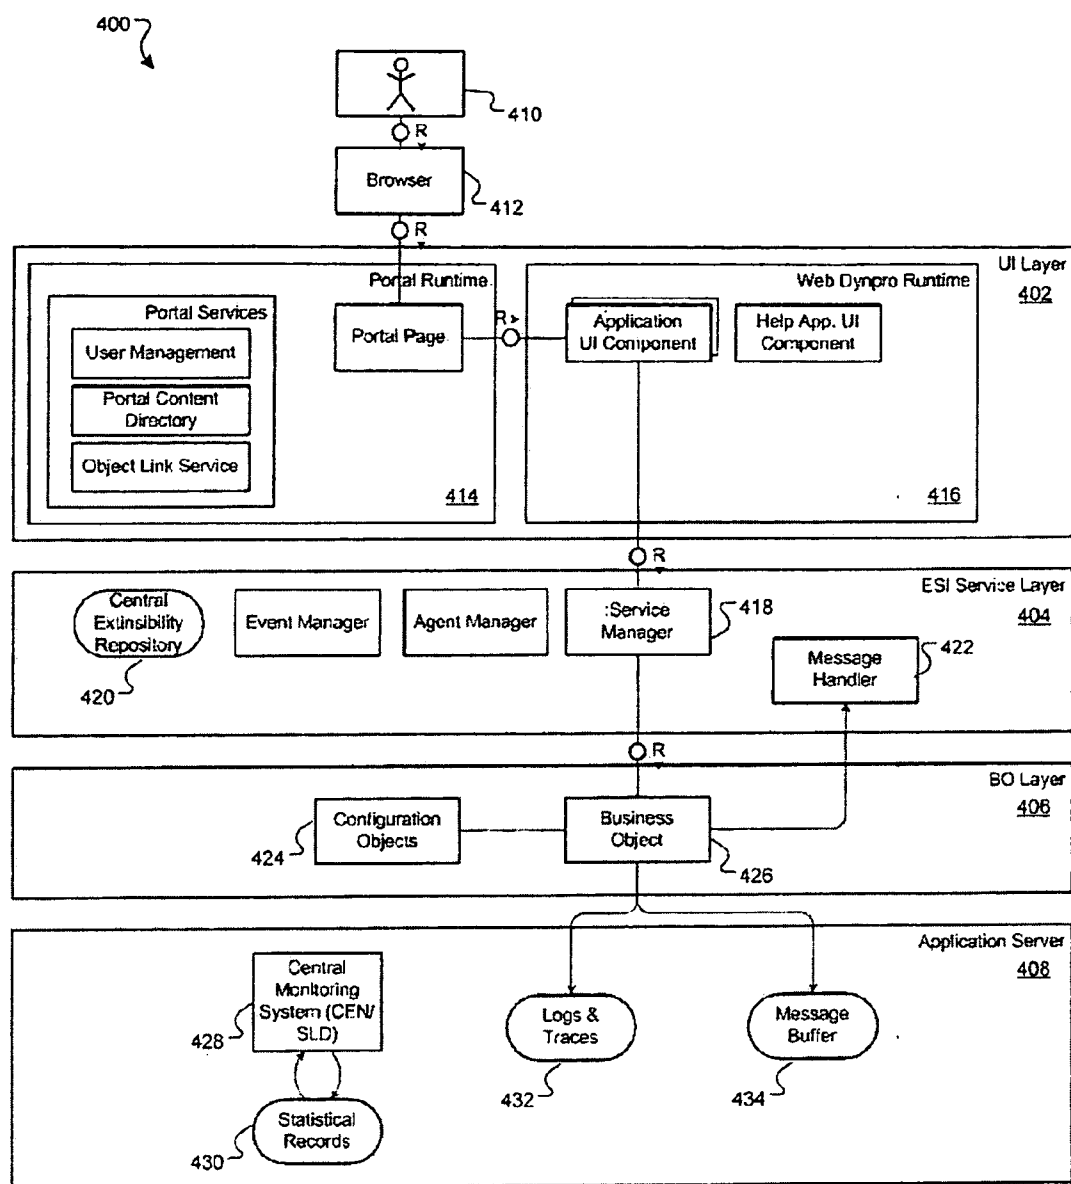 400
410
R
Browser
412
R
UI Layer
402
Portal Runtime
Web Dynpro Runtime
Portal Services
User Management
Portal Content
Directory
Object Link Service
Portal Page
R
Application
UI Component
Help App. UI
Component
414
416
R
ESI Service Layer
404
Central
Extinsibility
Repository
420
Event Manager
Agent Manager
:Service
Manager
418
Message
Handler
422
R
BO Layer
406
Configuration
Objects
424
Business
Object
426
Application Server
408
Central
Monitoring
System (CEN/
SLD)
428
Logs &
Traces
432
Message
Buffer
434
Statistical
Records
430